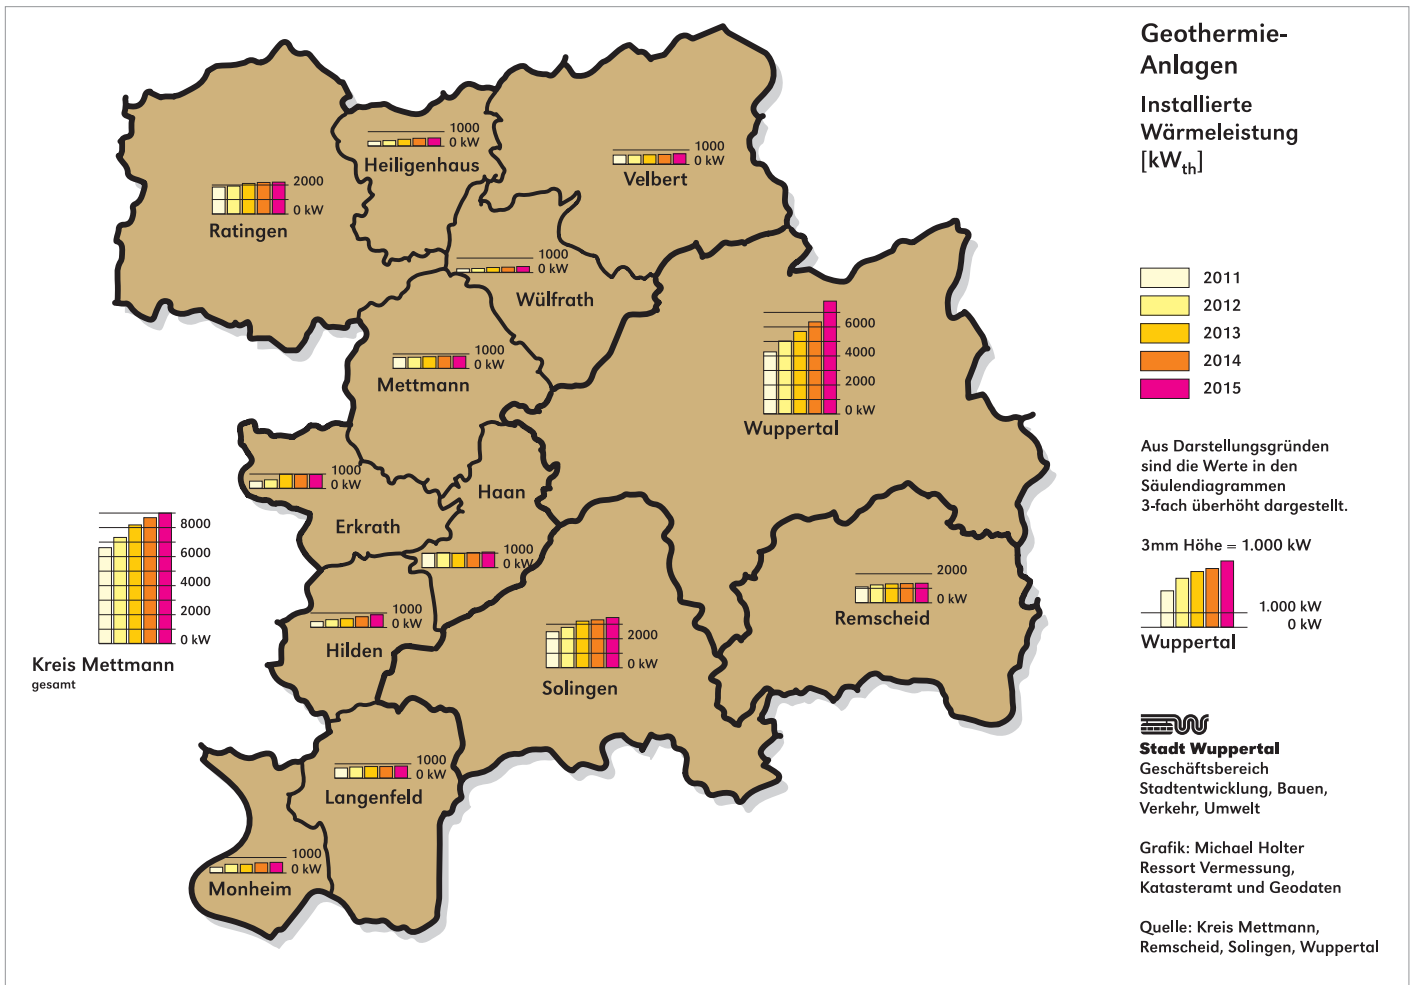 Geothermie-
Anlagen
Installierte
Wärmeleistung
[kWth]
2011
2012
2013
2014
2015
Aus Darstellungsgründen
sind die Werte in den
Säulendiagrammen
3-fach überhöht dargestellt.
3mm Höhe = 1.000 kW
1.000 kW
0 kW
Wuppertal
Stadt Wuppertal
Geschäftsbereich
Stadtentwicklung, Bauen,
Verkehr, Umwelt
Grafik: Michael Holter
Ressort Vermessung,
Katasteramt und Geodaten
Quelle: Kreis Mettmann,
Remscheid, Solingen, Wuppertal
1000
0 kW
Heiligenhaus
1000
0 kW
Velbert
2000
0 kW
Ratingen
1000
0 kW
Wülfrath
1000
0 kW
Mettmann
6000
4000
2000
0 kW
Wuppertal
1000
0 kW
Erkrath
Haan
1000
0 kW
8000
6000
4000
2000
0 kW
Kreis Mettmann
gesamt
1000
0 kW
Hilden
2000
0 kW
Solingen
2000
0 kW
Remscheid
1000
0 kW
Langenfeld
1000
0 kW
Monheim